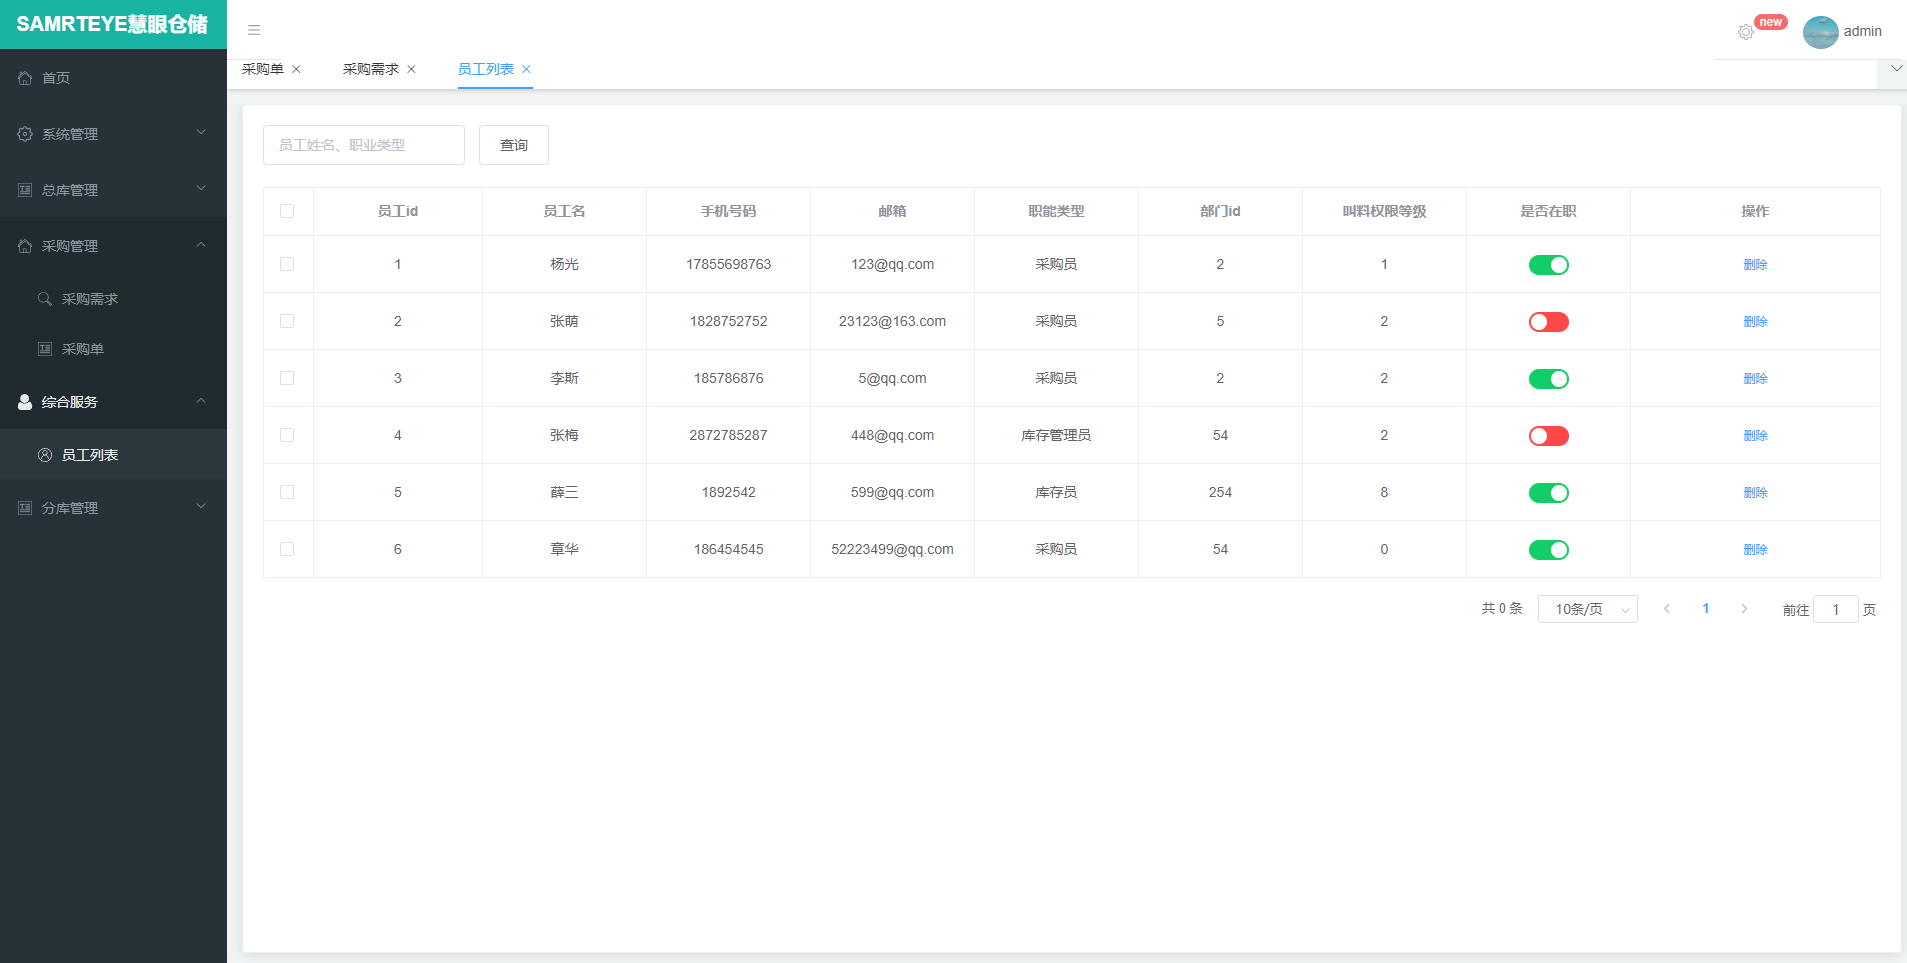 SAMRTEYE慧眼仓储
new
admin
首页
系统管理
总库管理
采购管理
采购需求
采购单
综合服务
员工列表
分库管理
采购单 采购需求 员工列表
员工姓名、职业类型 查询
员工id 员工名 手机号码 邮箱 职能类型 部门id 叫料权限等级 是否在职 操作
1 杨光 17855698763 123@qq.com 采购员 2 1 删除
2 张萌 1828752752 23123@163.com 采购员 5 2 删除
3 李斯 185786876 5@qq.com 采购员 2 2 删除
4 张梅 2872785287 448@qq.com 库存管理员 54 2 删除
5 薛三 1892542 599@qq.com 库存员 254 8 删除
6 章华 186454545 52223499@qq.com 采购员 54 0 删除
共 0 条 10条/页 1 前往 1 页